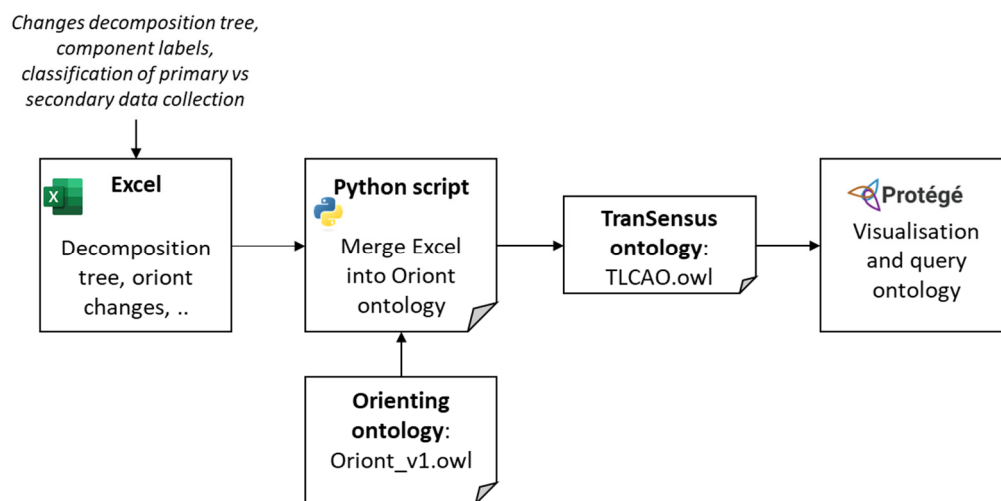 Changes decomposition tree,
component labels,
classification of primary vs
secondary data collection
Excel
X
Decomposition
tree, oriont
changes, ..
Python script
Merge Excel
into Oriont
ontology
TranSensus
ontology:
TLCAO.owl
Protégé
Visualisation
and query
ontology
Orienting
ontology:
Oriont_v1.owl